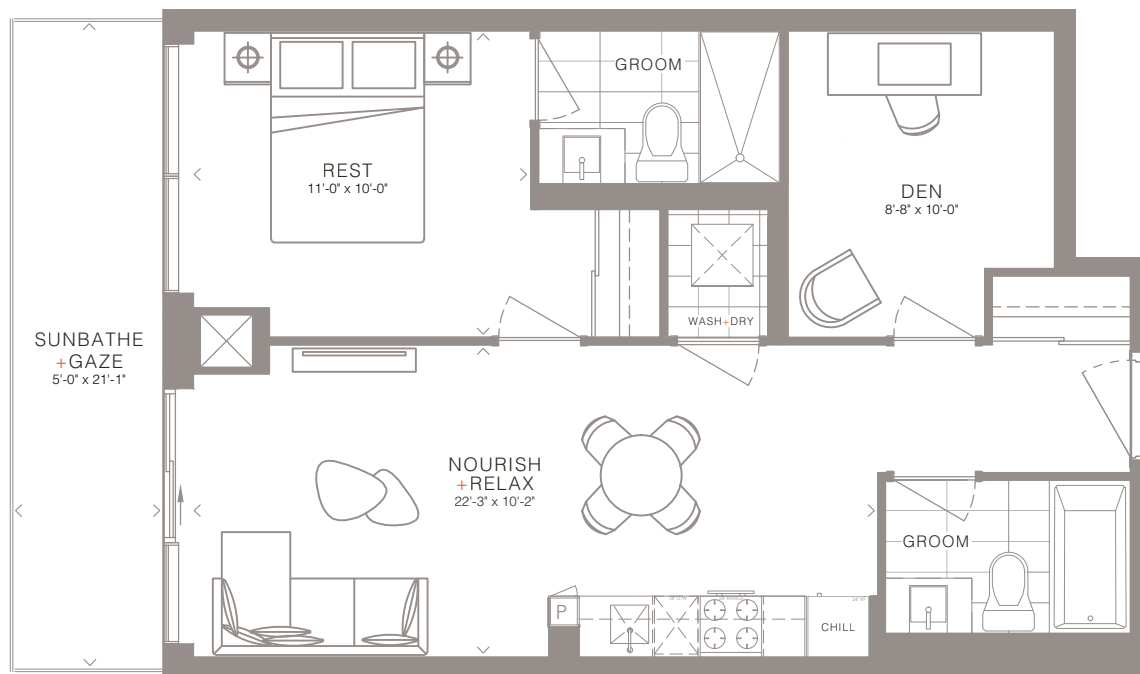 GROOM
REST
11'-0" x 10'-0"
DEN
8'-8" x 10'-0"
WASH+DRY
SUNBATHE
+GAZE
5'-0" x 21'-1"
NOURISH
+RELAX
22'-3" x 10'-2"
GROOM
P
CHILL